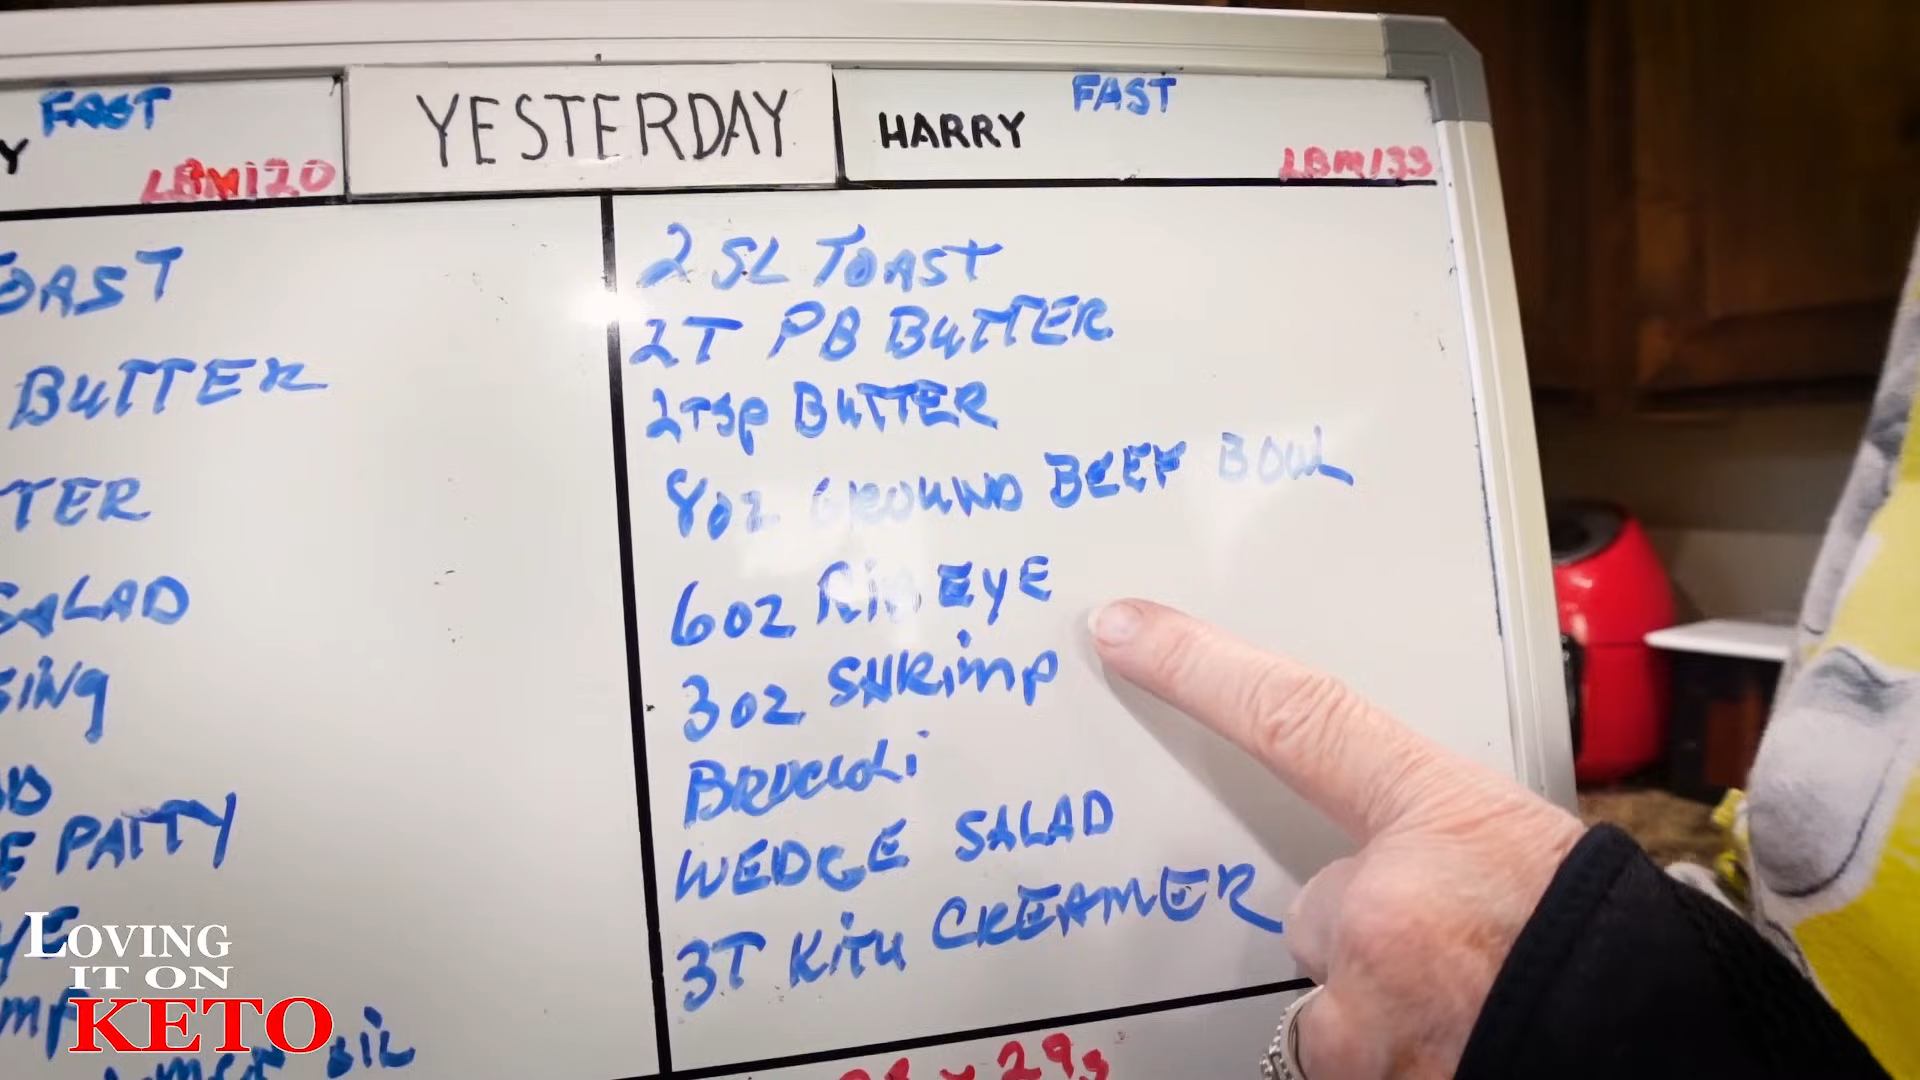 FAST
Y
LBM120
YESTERDAY
HARRY
FAST
LBM133
OAST
BUTTER
TER
SALAD
SING
E PATTY
YE
2 SL TOAST
2T PB BUTTER
2TSP BUTTER
8OZ GROUND BEEF BOWL
6OZ RIB EYE
3OZ SHRIMP
BROCCOLI
WEDGE SALAD
3T KITU CREAMER
29g
LOVING
IT ON
KETO